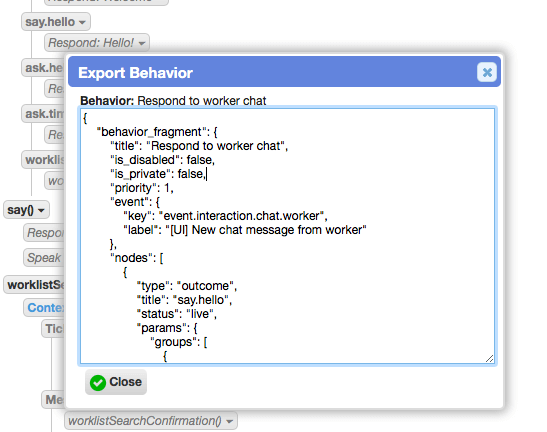 Respond: Welcome
say.hello
Respond: Hello!
ask.he
Re
ask.tim
Re
worklis
wo
say()
Respon
Speak
worklistSe
Conte
Tick
Me
worklistSearchConfirmation()
Export Behavior
Behavior: Respond to worker chat
{
"behavior_fragment": {
"title": "Respond to worker chat",
"is_disabled": false,
"is_private": false,
"priority": 1,
"event": {
"key": "event.interaction.chat.worker",
"label": "[UI] New chat message from worker"
},
"nodes": [
{
"type": "outcome",
"title": "say.hello",
"status": "live",
"params": {
"groups": [
{
Close